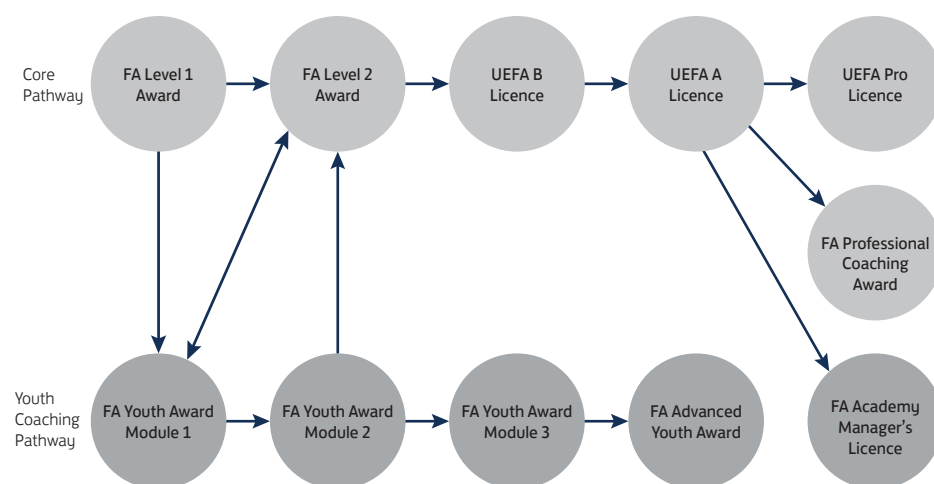 Core
Pathway
FA Level 1
Award
FA Level 2
Award
UEFA B
Licence
UEFA A
Licence
UEFA Pro
Licence
FA Professional
Coaching
Award
Youth
Coaching
Pathway
FA Youth Award
Module 1
FA Youth Award
Module 2
FA Youth Award
Module 3
FA Advanced
Youth Award
FA Academy
Manager's
Licence